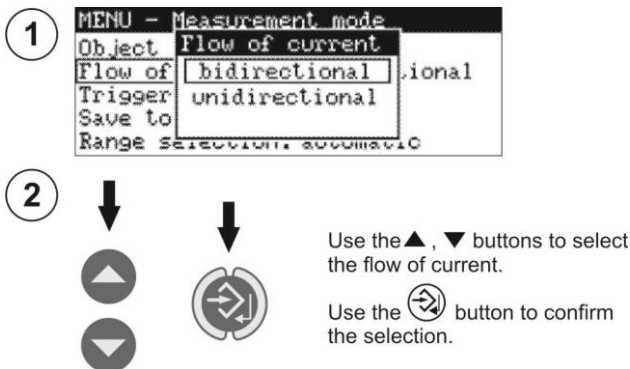 1
MENU - Measurement mode
Object Flow of current
Flow of bidirectional .ional
Trigger unidirectional
Save to
Range selection: automatic
2
Use the ▲ , ▼ buttons to select
the flow of current.
Use the button to confirm
the selection.